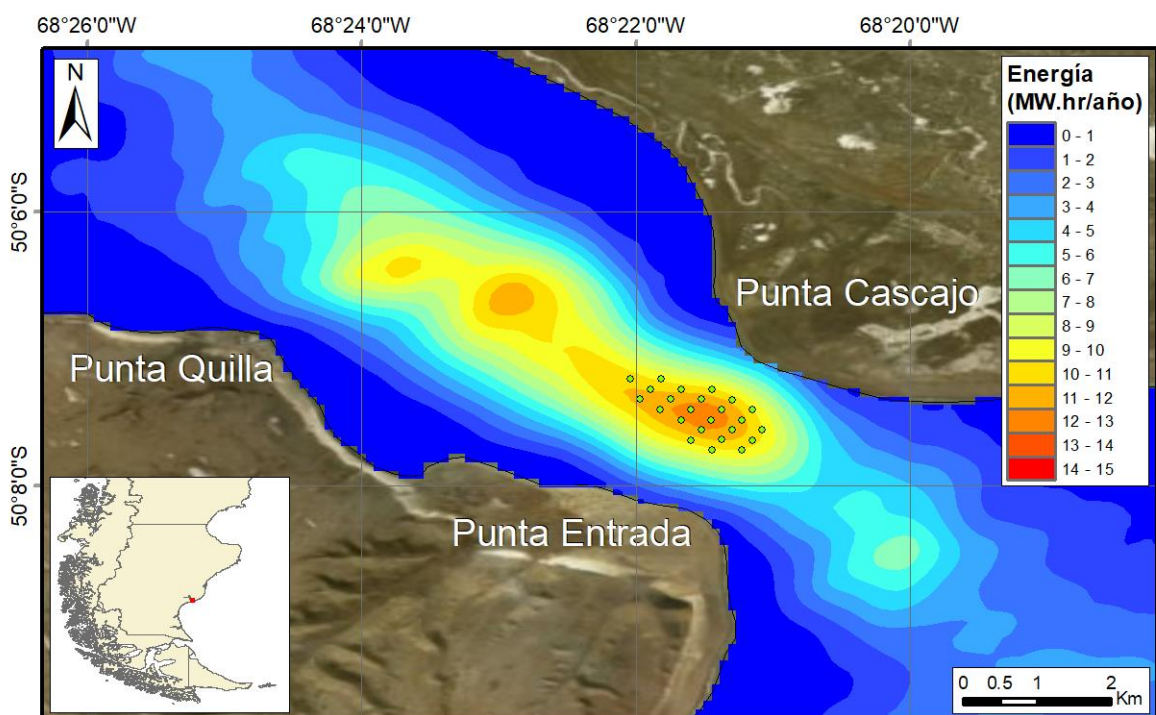 68°26'0"W 68°24'0"W 68°22'0"W 68°20'0"W
N
Energía
(MW.hr/año)
0 - 1
1 - 2
2 - 3
3 - 4
4 - 5
5 - 6
6 - 7
7 - 8
8 - 9
9 - 10
10 - 11
11 - 12
12 - 13
13 - 14
14 - 15
50°6'0"S
50°8'0"S
Punta Cascajo
Punta Quilla
Punta Entrada
0 0.5 1 2
Km